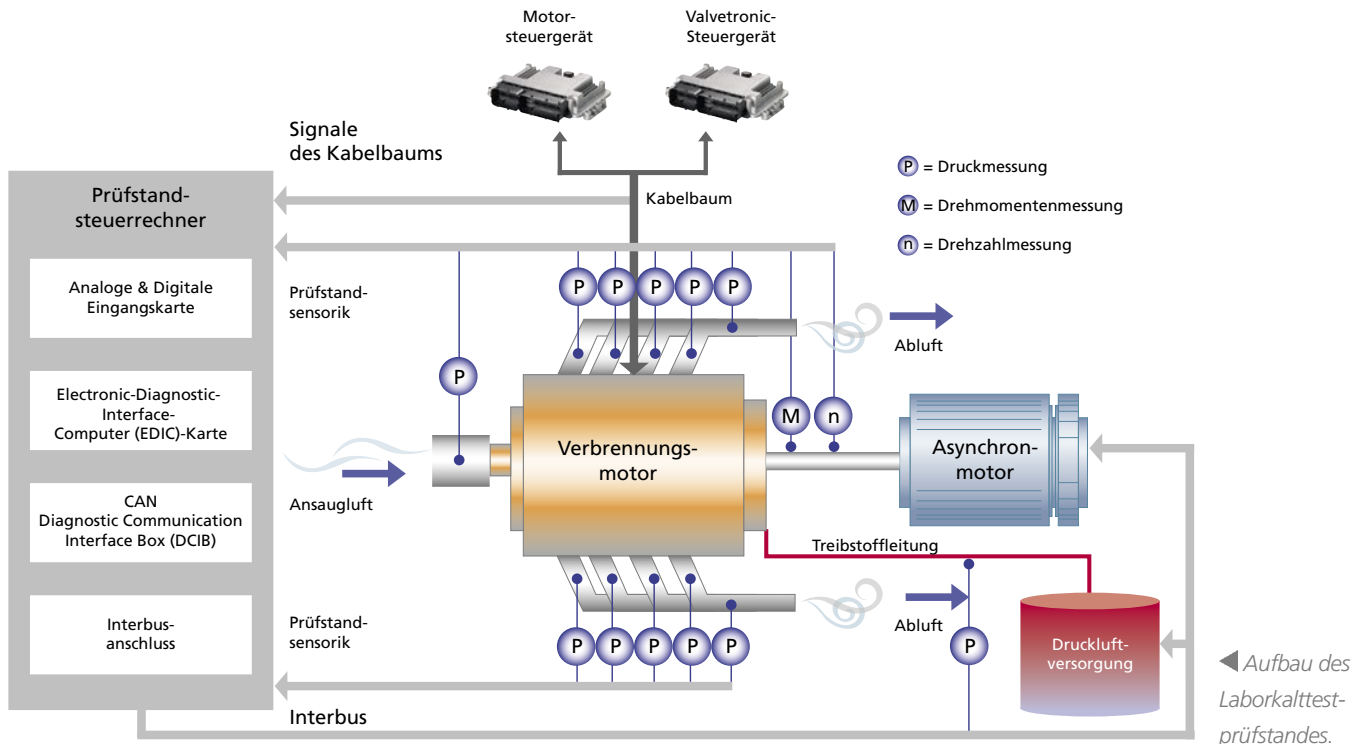 Motor-
steuergerät
Valvetronic-
Steuergerät
Signale
des Kabelbaums
Kabelbaum
P = Druckmessung
M = Drehmomentenmessung
n = Drehzahlmessung
Prüfstand-
steuerrechner
Analoge & Digitale
Eingangskarte
Electronic-Diagnostic-
Interface-
Computer (EDIC)-Karte
CAN
Diagnostic Communication
Interface Box (DCIB)
Interbus-
anschluss
Prüfstand-
sensorik
P P P P P
P
M n
Abluft
Ansaugluft
Verbrennungs-
motor
Asynchron-
motor
Treibstoffleitung
Abluft
Prüfstand-
sensorik
P P P P P
P
Druckluft-
versorgung
Interbus
Aufbau des
Laborkalttest-
prüfstandes.